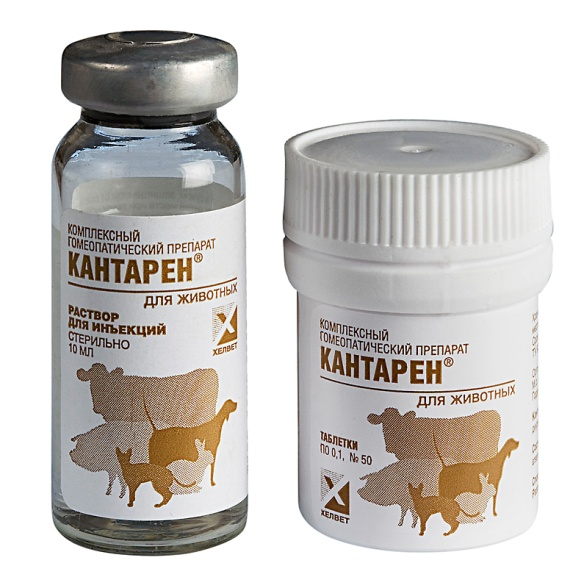 КОМПЛЕКСНЫЙ
ГОМЕОПАТИЧЕСКИЙ ПРЕПАРАТ
КАНТАРЕН®
ДЛЯ ЖИВОТНЫХ
РАСТВОР
ДЛЯ ИНЪЕКЦИЙ
СТЕРИЛЬНО
10 МЛ
ХЕЛВЕТ
КОМПЛЕКСНЫЙ
ГОМЕОПАТИЧЕСКИЙ ПРЕПАРАТ
КАНТАРЕН®
ДЛЯ ЖИВОТНЫХ
ТАБЛЕТКИ
ПО 0,1, № 50
ХЕЛВЕТ